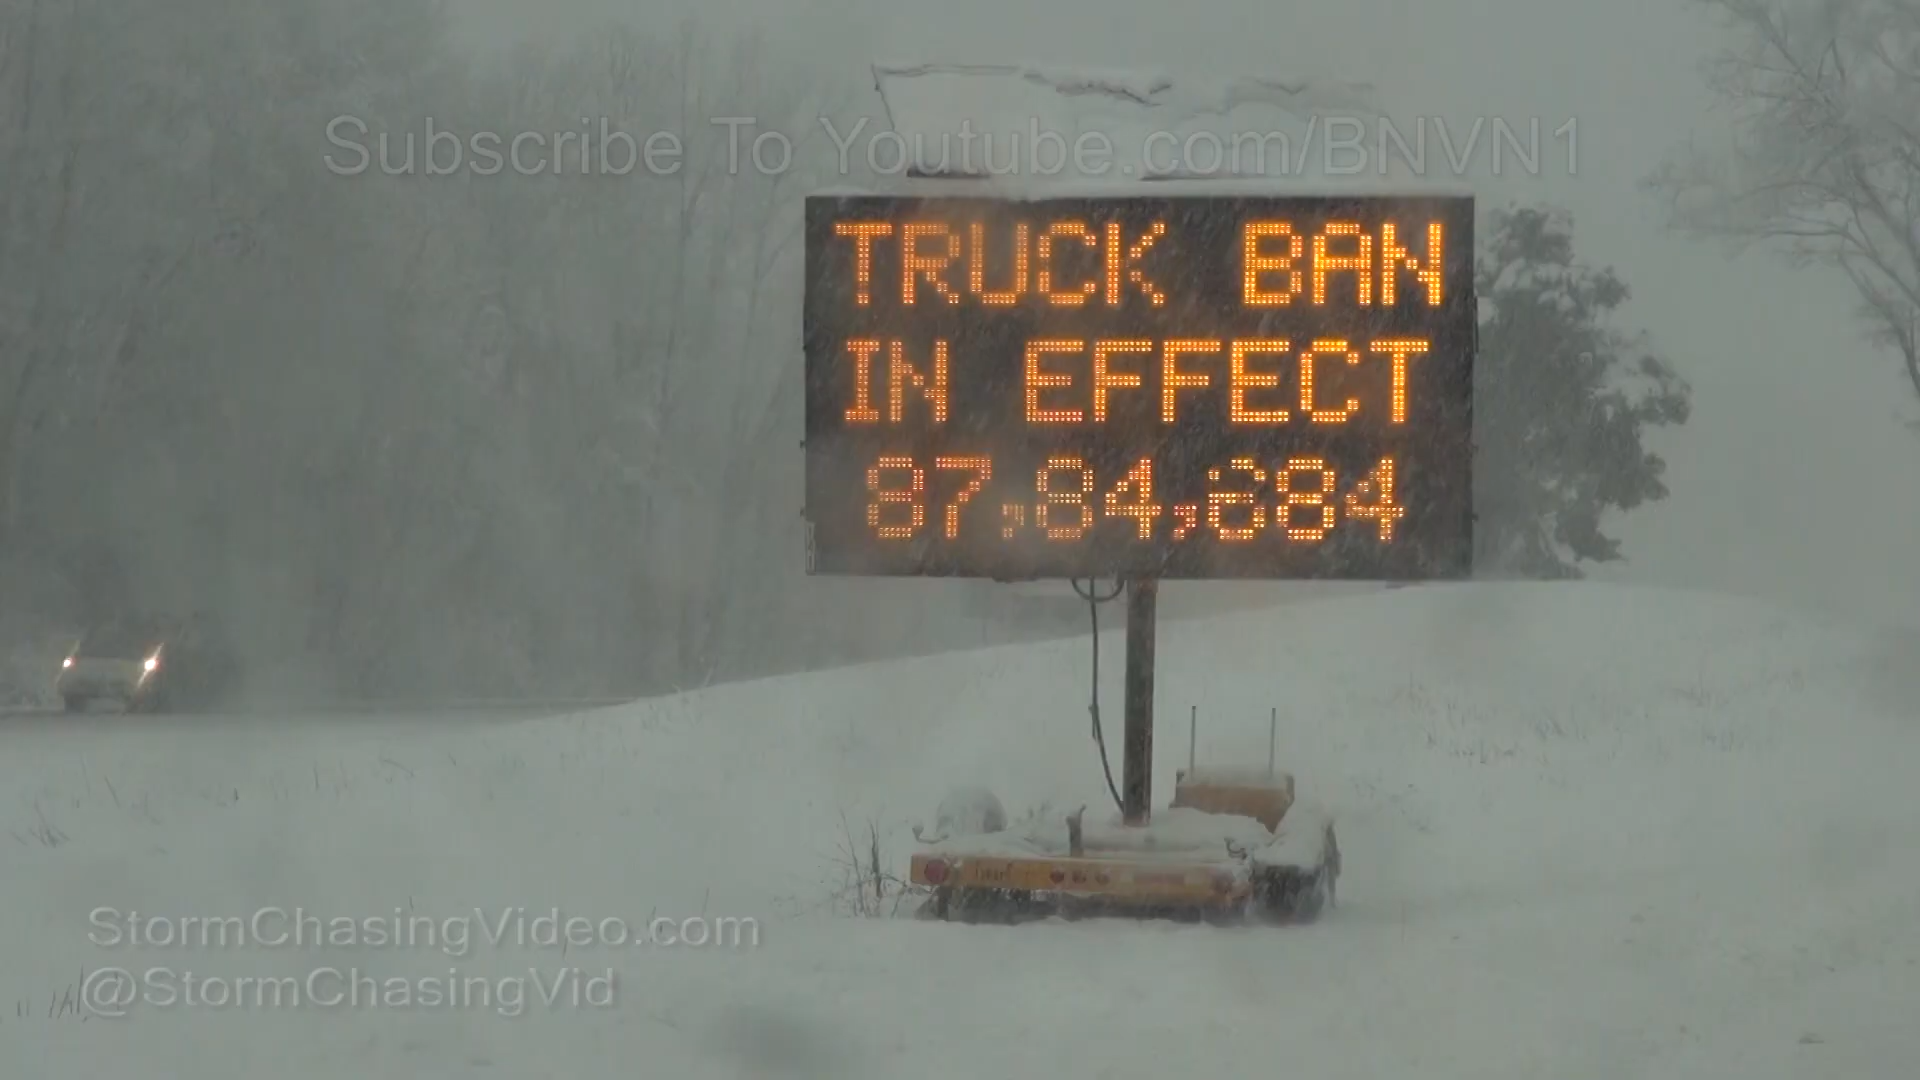 Subscribe To Youtube.com/BNVN1
TRUCK BAN
IN EFFECT
87,84,684
StormChasingVideo.com
@StormChasingVid